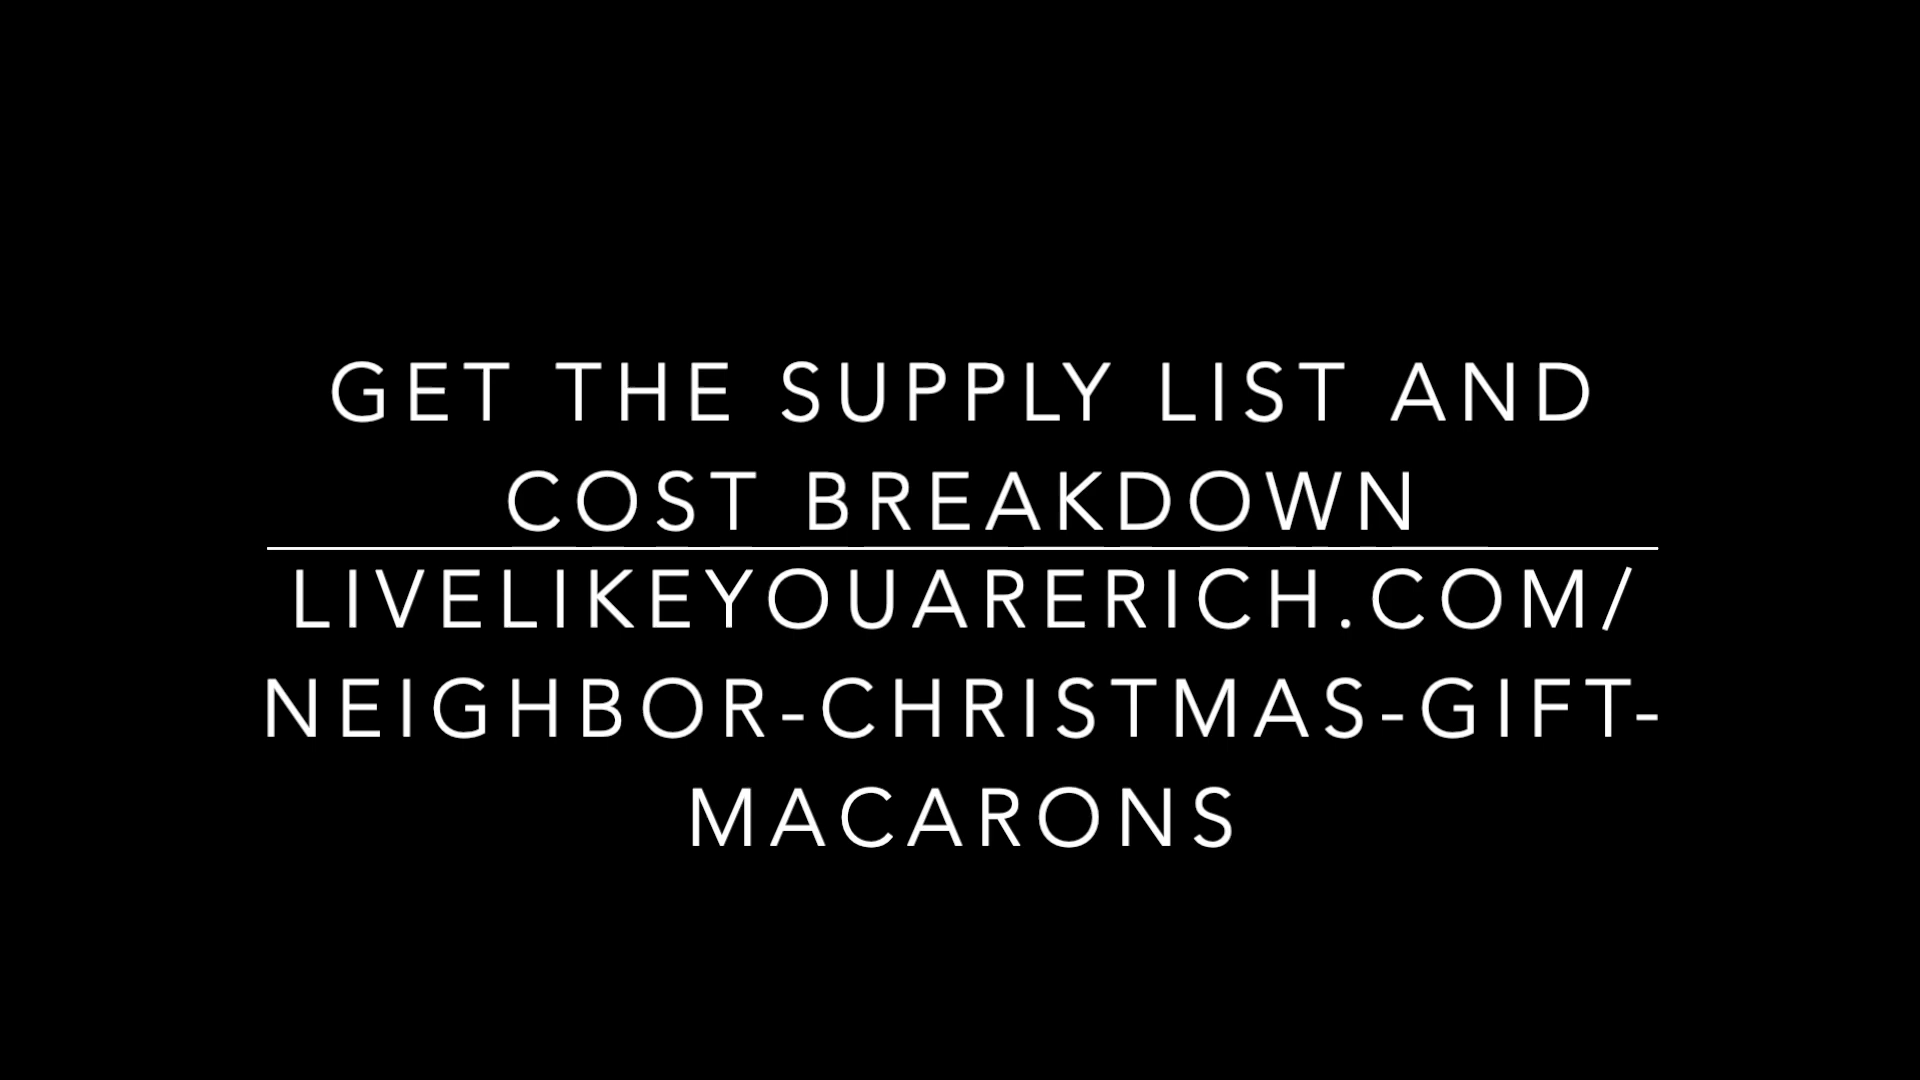 GET THE SUPPLY LIST AND
COST BREAKDOWN
LIVELIKEYOUARERICH.COM/
NEIGHBOR-CHRISTMAS-GIFT-
MACARONS